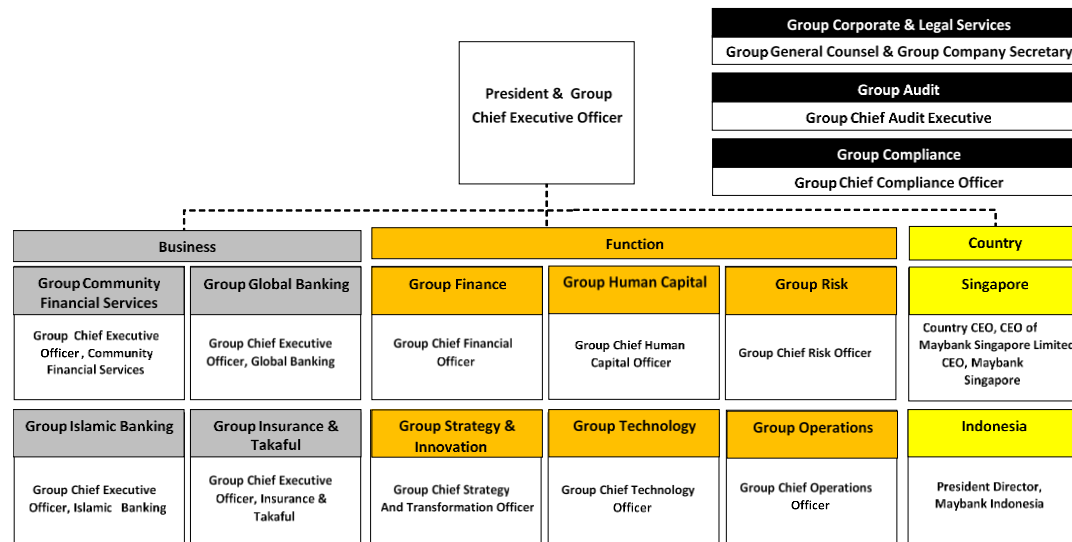 Group Corporate & Legal Services
Group General Counsel & Group Company Secretary
Group Audit
Group Chief Audit Executive
Group Compliance
Group Chief Compliance Officer
President & Group
Chief Executive Officer
Business
Function
Country
Group Community
Financial Services
Group Chief Executive
Officer , Community
Financial Services
Group Global Banking
Group Chief Executive
Officer, Global Banking
Group Finance
Group Chief Financial
Officer
Group Human Capital
Group Chief Human
Capital Officer
Group Risk
Group Chief Risk Officer
Singapore
Country CEO, CEO of
Maybank Singapore Limited
CEO, Maybank
Singapore
Group Islamic Banking
Group Chief Executive
Officer, Islamic Banking
Group Insurance &
Takaful
Group Chief Executive
Officer, Insurance &
Takaful
Group Strategy &
Innovation
Group Chief Strategy
And Transformation Officer
Group Technology
Group Chief Technology
Officer
Group Operations
Group Chief Operations
Officer
Indonesia
President Director,
Maybank Indonesia